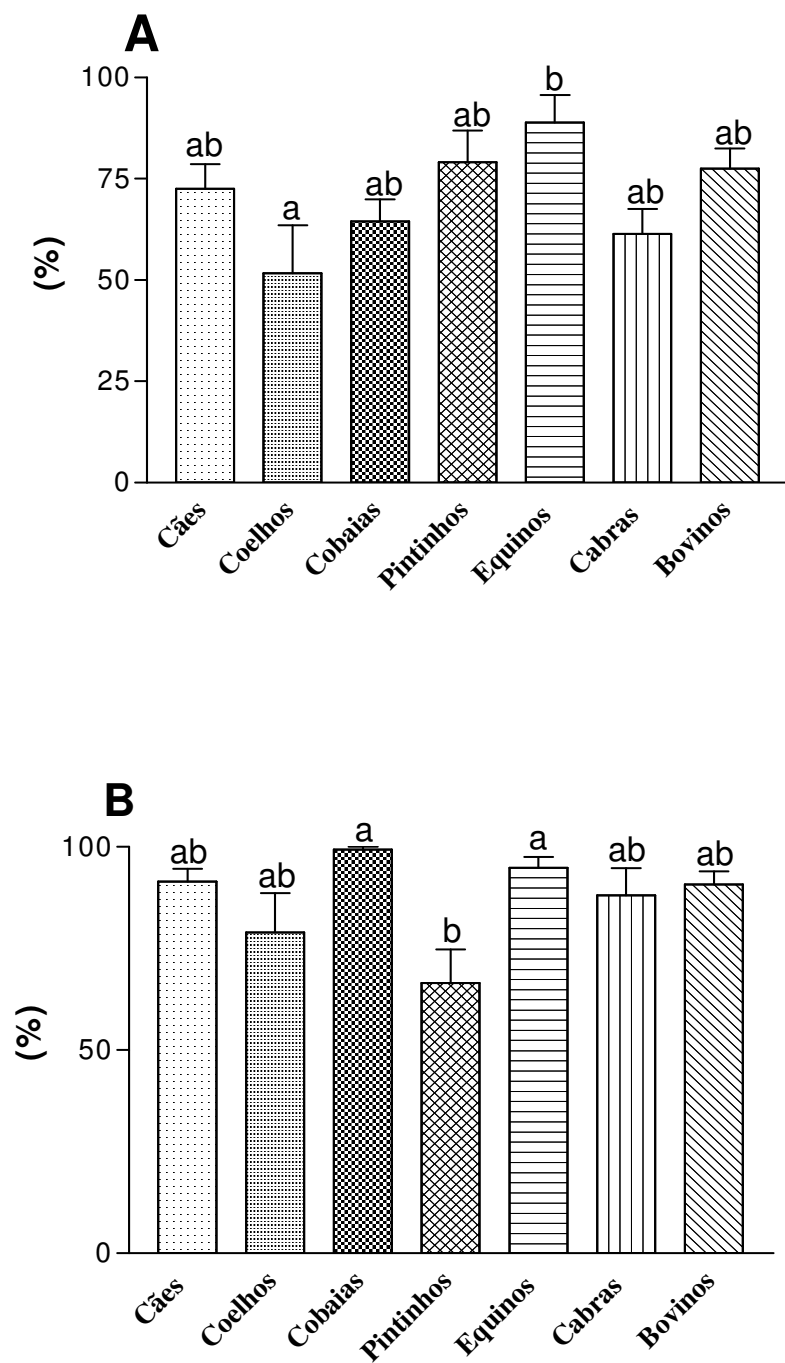 A
100
75
50
25
0
(%)
ab
a
ab
ab
b
ab
ab
Cães
Coelhos
Cobaias
Pintinhos
Equinos
Cabras
Bovinos
B
100
50
0
(%)
ab
ab
a
b
a
ab
ab
Cães
Coelhos
Cobaias
Pintinhos
Equinos
Cabras
Bovinos